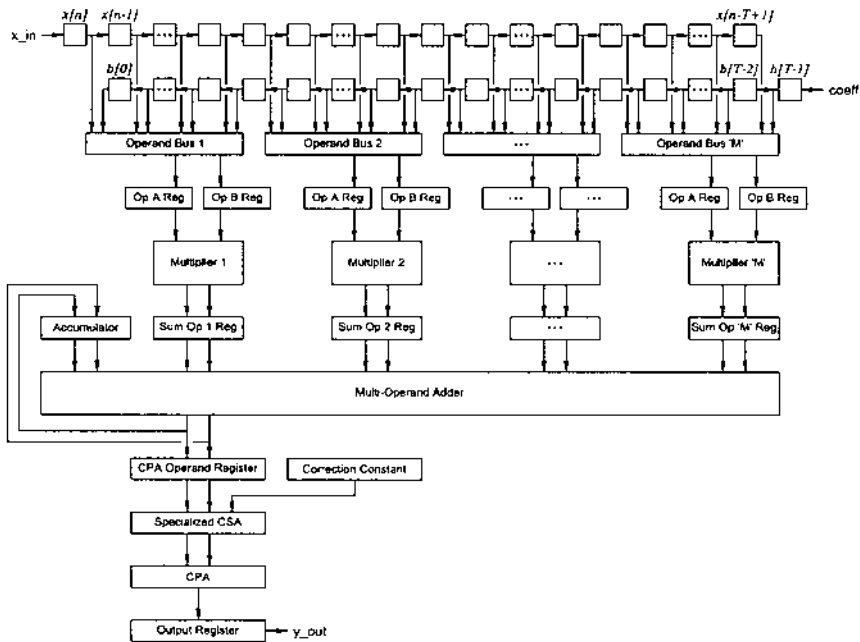 x[n] x[n-1] x[n-T+1]
x_in
b[0] b[T-2] b[T-1]
coeff
Operand Bus 1 Operand Bus 2 ... Operand Bus 'M'
Op A Reg Op B Reg Op A Reg Op B Reg ... ... Op A Reg Op B Reg
Multiplier 1 Multiplier 2 ... Multiplier 'M'
Accumulator Sum Op 1 Reg Sum Op 2 Reg ... Sum Op 'M' Reg
Multi-Operand Adder
CPA Operand Register Correction Constant
Specialized CSA
CPA
Output Register y_out